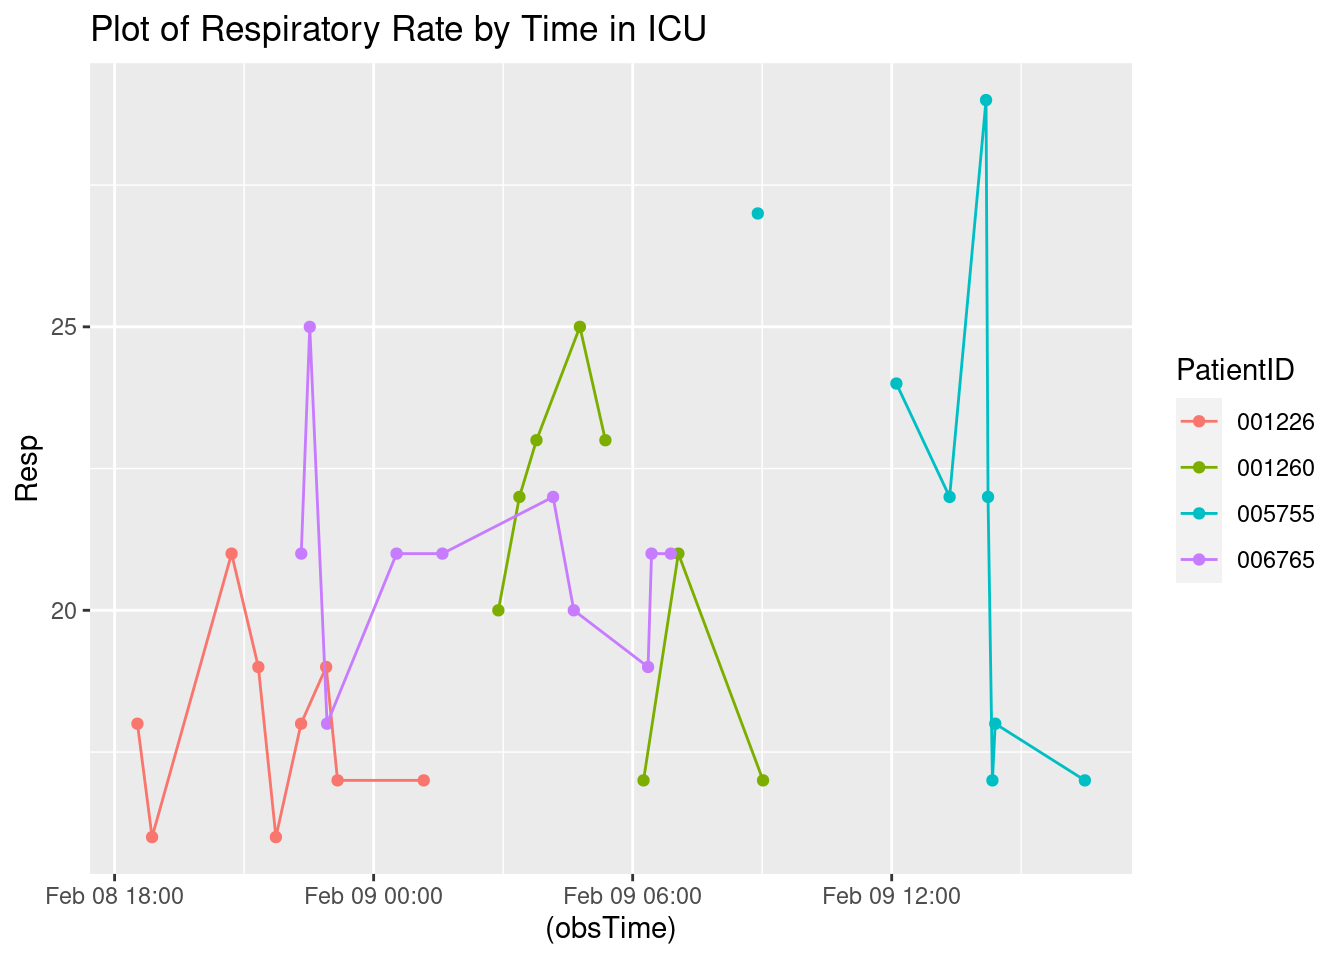 Plot of Respiratory Rate by Time in ICU
Resp
25
20
Feb 08 18:00
Feb 09 00:00
Feb 09 06:00
Feb 09 12:00
(obsTime)
PatientID
001226
001260
005755
006765